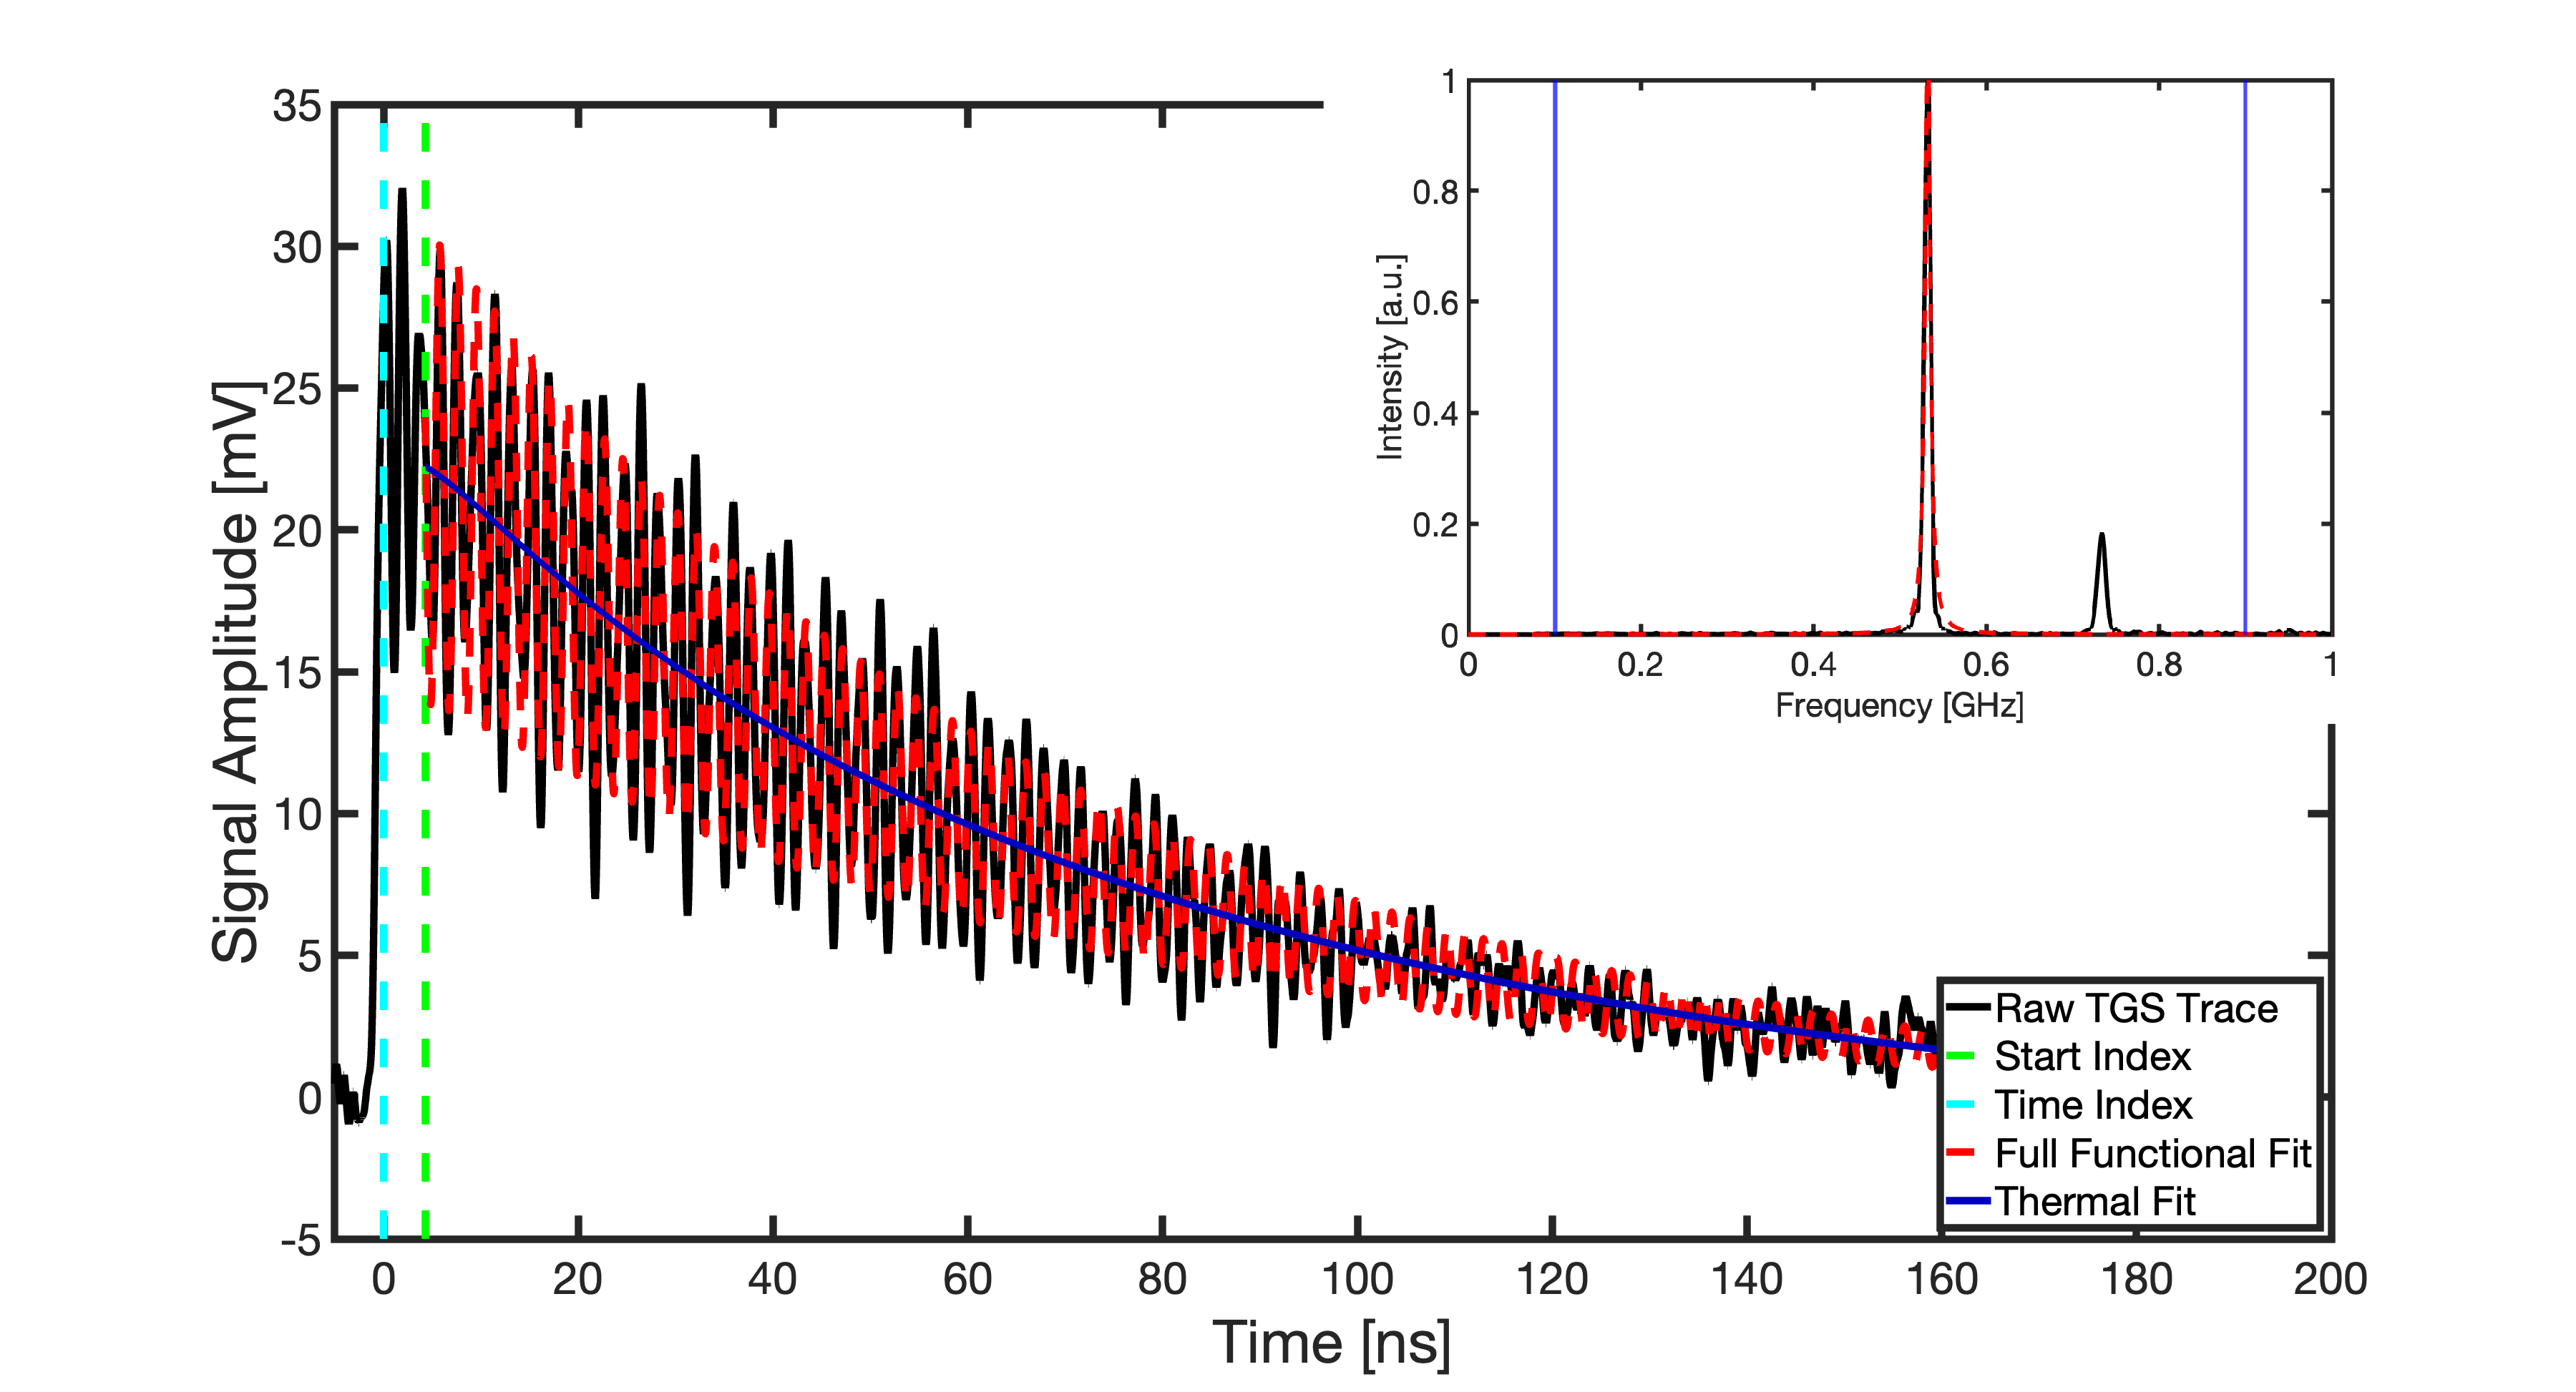 35
30
25
20
15
10
5
0
-5
Signal Amplitude [mV]
0 20 40 60 80 100 120 140 160 180 200
Time [ns]
1
0.8
0.6
0.4
0.2
0
Intensity [a.u.]
0 0.2 0.4 0.6 0.8 1
Frequency [GHz]
Raw TGS Trace
Start Index
Time Index
Full Functional Fit
Thermal Fit